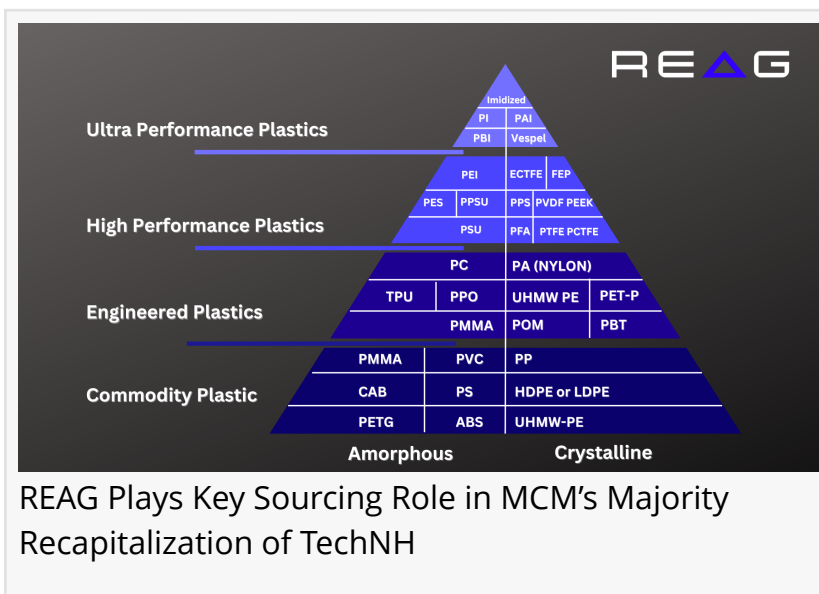 REAG
Imidized
Ultra Performance Plastics
PI PAI
PBI Vespel
PEI ECTFE FEP
PES PPSU PPS PVDF PEEK
High Performance Plastics
PSU PFA PTFE PCTFE
PC PA (NYLON)
TPU PPO UHMW PE PET-P
Engineered Plastics
PMMA POM PBT
PMMA PVC PP
Commodity Plastic
CAB PS HDPE or LDPE
PETG ABS UHMW-PE
Amorphous Crystalline
REAG Plays Key Sourcing Role in MCM’s Majority
Recapitalization of TechNH